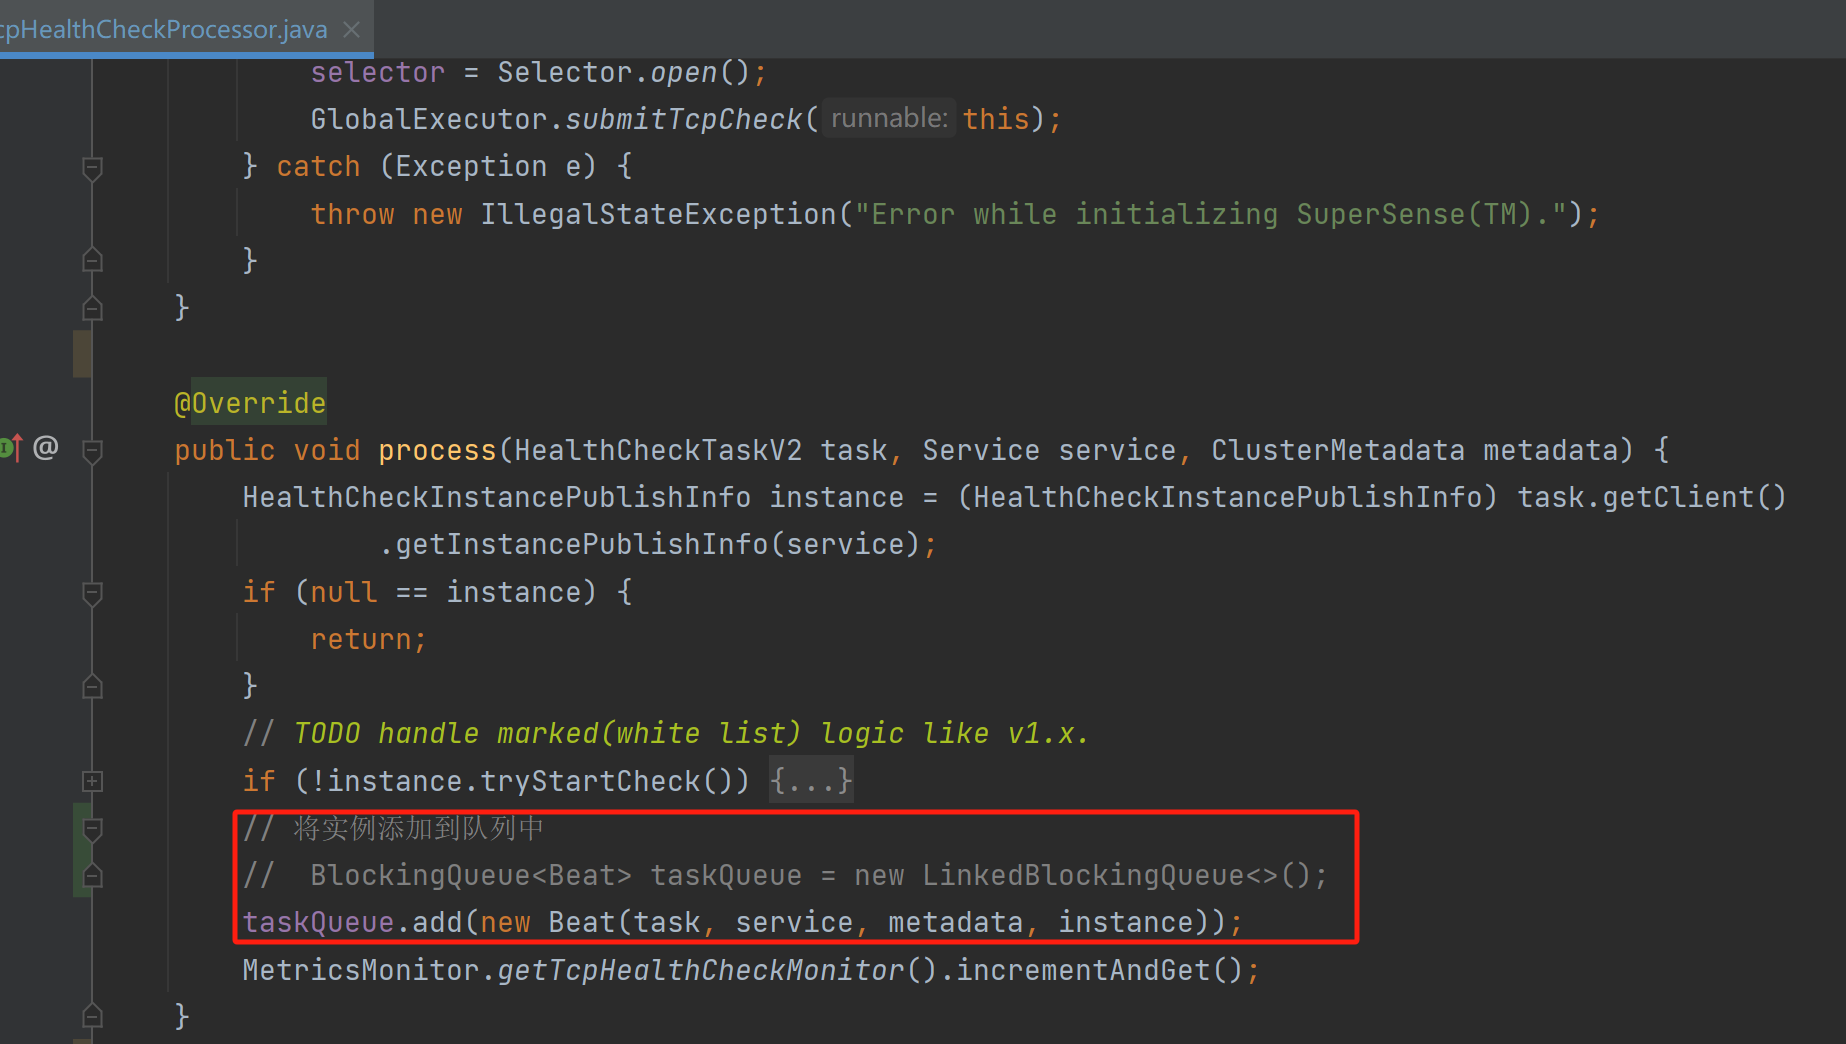 cpHealthCheckProcessor.java
selector = Selector.open();
GlobalExecutor.submitTcpCheck( runnable: this);
} catch (Exception e) {
throw new IllegalStateException("Error while initializing SuperSense(TM).");
}
}
@Override
public void process(HealthCheckTaskV2 task, Service service, ClusterMetadata metadata) {
HealthCheckInstancePublishInfo instance = (HealthCheckInstancePublishInfo) task.getClient()
.getInstancePublishInfo(service);
if (null == instance) {
return;
}
// TODO handle marked(white list) logic like v1.x.
if (!instance.tryStartCheck()) {...}
// 将实例添加到队列中
//  BlockingQueue<Beat> taskQueue = new LinkedBlockingQueue<>();
taskQueue.add(new Beat(task, service, metadata, instance));
MetricsMonitor.getTcpHealthCheckMonitor().incrementAndGet();
}